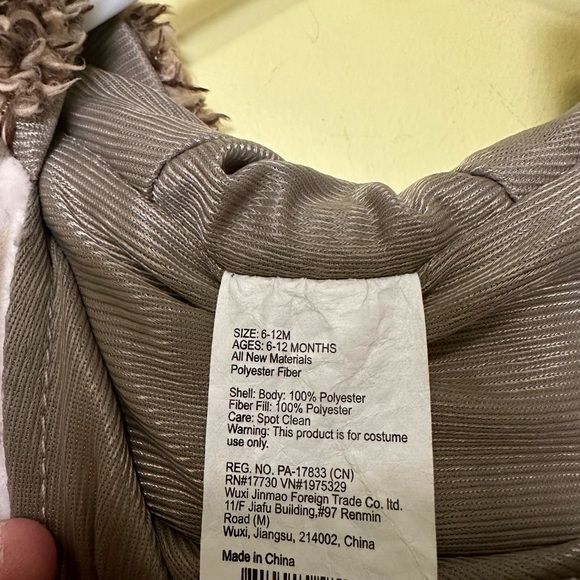 SIZE: 6-12M
AGES: 6-12 MONTHS
All New Materials
Polyester Fiber
Shell: Body: 100% Polyester
Fiber Fill: 100% Polyester
Care: Spot Clean
Warning: This product is for costume
use only.
REG. NO. PA-17833 (CN)
RN#17730 VN#1975329
Wuxi Jinmao Foreign Trade Co. ltd.
11/F Jiafu Building,#97 Renmin
Road (M)
Wuxi, Jiangsu, 214002, China
Made in China